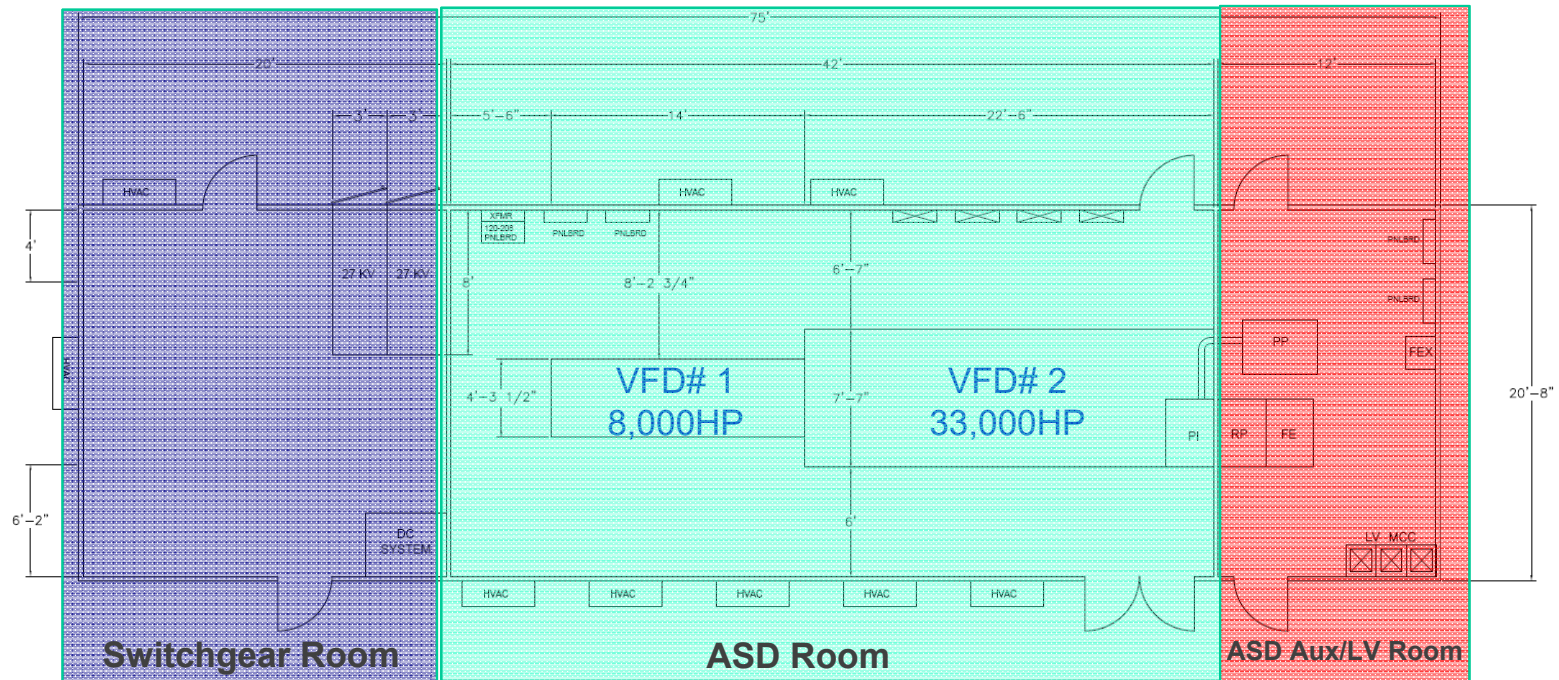 75'
20'
42'
12'
3'
3'
5'-6"
14'
22'-6"
HVAC
HVAC
HVAC
XFMR
120-208
PNLBRD
PNLBRD
PNLBRD
PNLBRD
4'
27 KV
27 KV
8'
8'-2 3/4"
6'-7"
PNLBRD
HVAC
PP
FEX
VFD# 1
8,000HP
VFD# 2
33,000HP
4'-3 1/2"
7'-7"
20'-8"
PI
RP
FE
6'-2"
6'
DC
SYSTEM
LV MCC
HVAC
HVAC
HVAC
HVAC
HVAC
Switchgear Room
ASD Room
ASD Aux/LV Room